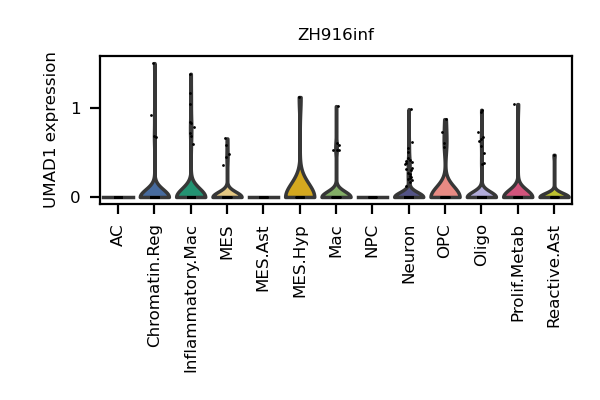 ZH916inf
UMAD1 expression
1
0
AC
Chromatin.Reg
Inflammatory.Mac
MES
MES.Ast
MES.Hyp
Mac
NPC
Neuron
OPC
Oligo
Prolif.Metab
Reactive.Ast